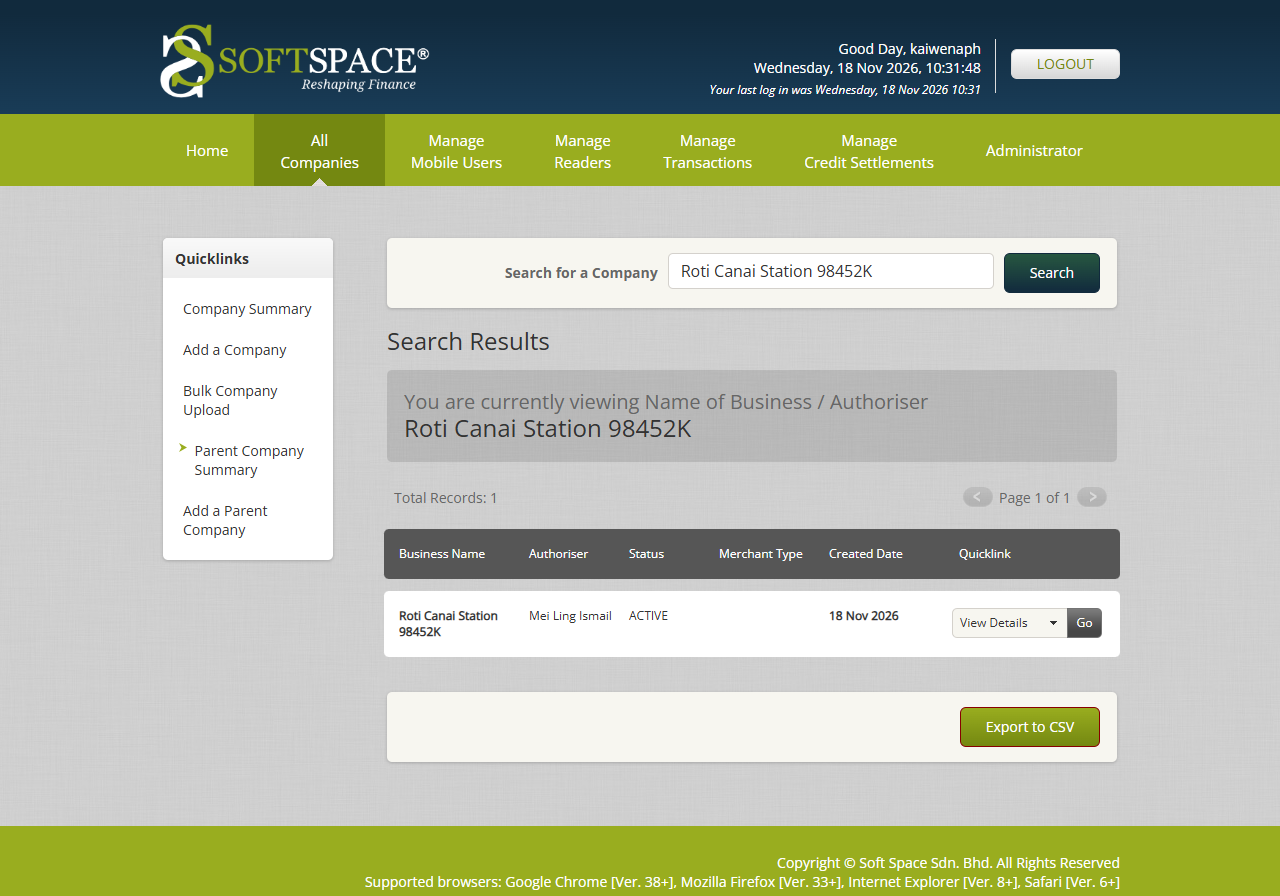 SOFTSPACE®
Reshaping Finance
Good Day, kaiwenaph
Wednesday, 18 Nov 2026, 10:31:48
Your last log in was Wednesday, 18 Nov 2026 10:31
LOGOUT
Home
All
Companies
Manage
Mobile Users
Manage
Readers
Manage
Transactions
Manage
Credit Settlements
Administrator
Quicklinks
Company Summary
Add a Company
Bulk Company
Upload
Parent Company
Summary
Add a Parent
Company
Search for a Company
Roti Canai Station 98452K
Search
Search Results
You are currently viewing Name of Business / Authoriser
Roti Canai Station 98452K
Total Records: 1
< Page 1 of 1 >
Business Name Authoriser Status Merchant Type Created Date Quicklink
Roti Canai Station
98452K
Mei Ling Ismail
ACTIVE
18 Nov 2026
View Details
Go
Export to CSV
Copyright © Soft Space Sdn. Bhd. All Rights Reserved
Supported browsers: Google Chrome [Ver. 38+], Mozilla Firefox [Ver. 33+], Internet Explorer [Ver. 8+], Safari [Ver. 6+]